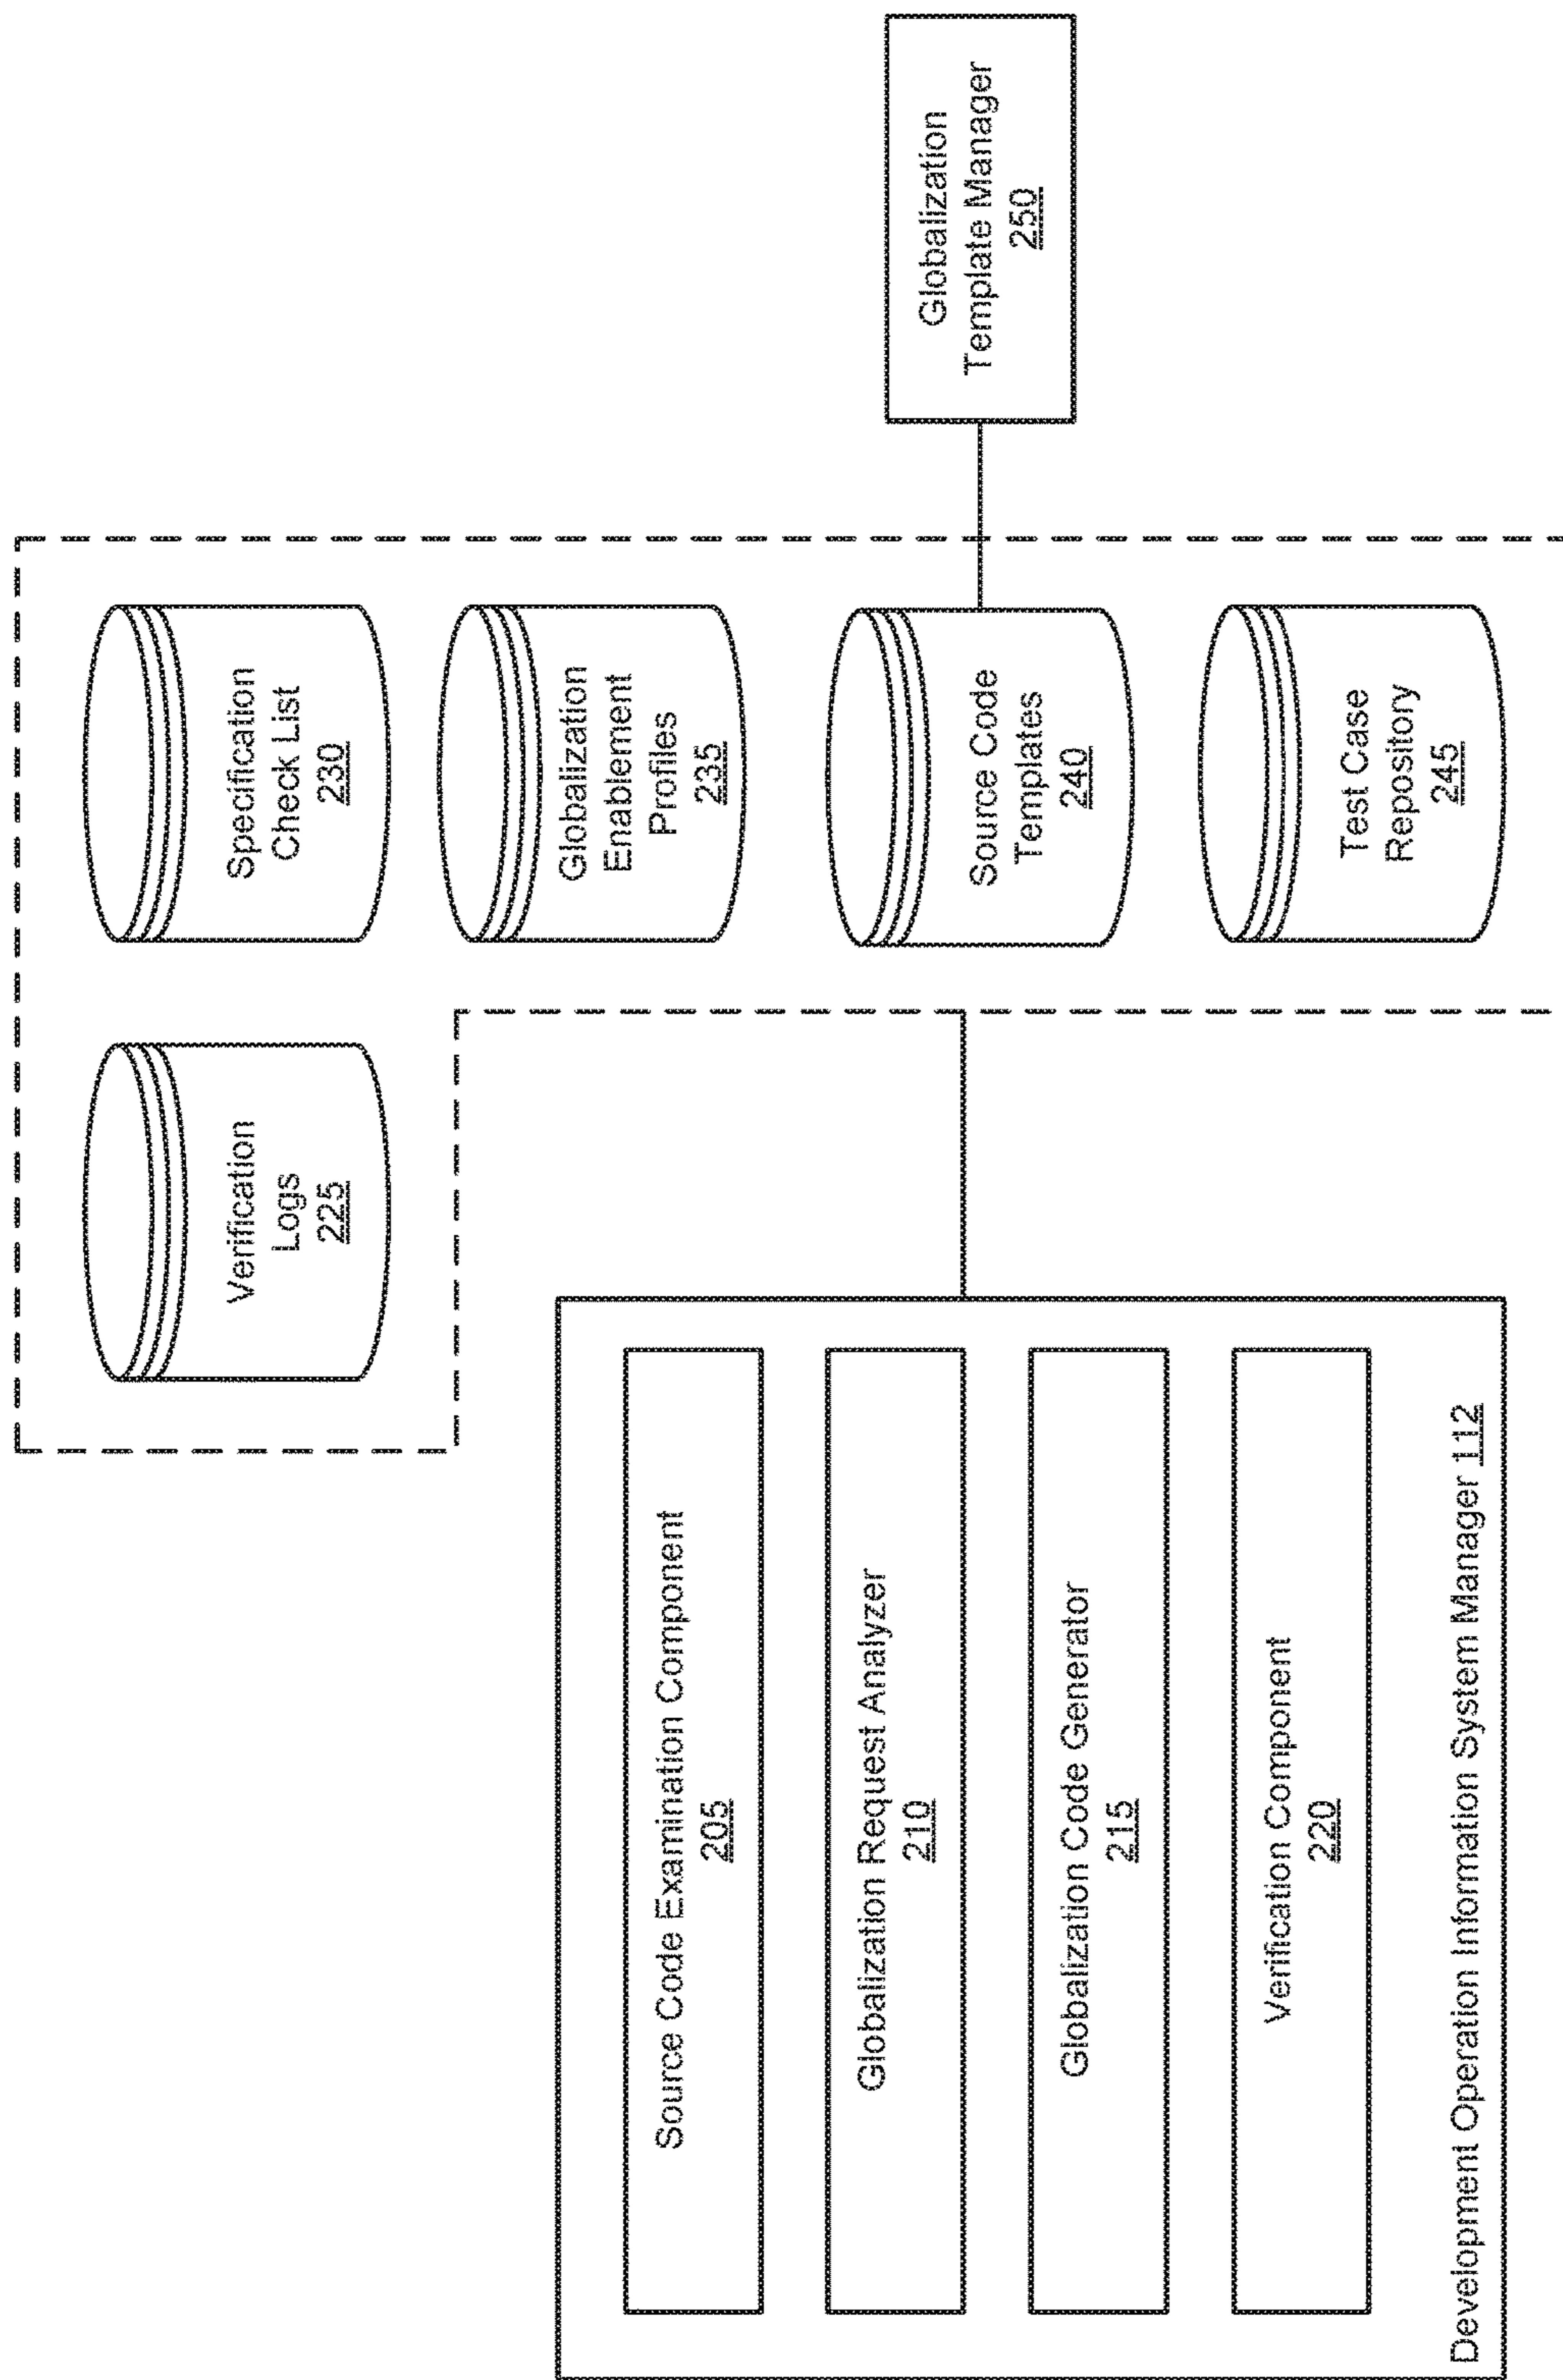 Verification
Logs
225
Specification
Check List
230
Globalization
Enablement
Profiles
235
Source Code
Templates
240
Test Case
Repository
245
Globalization
Template Manager
250
Source Code Examination Component
205
Globalization Request Analyzer
210
Globalization Code Generator
215
Verification Component
220
Development Operation Information System Manager 112